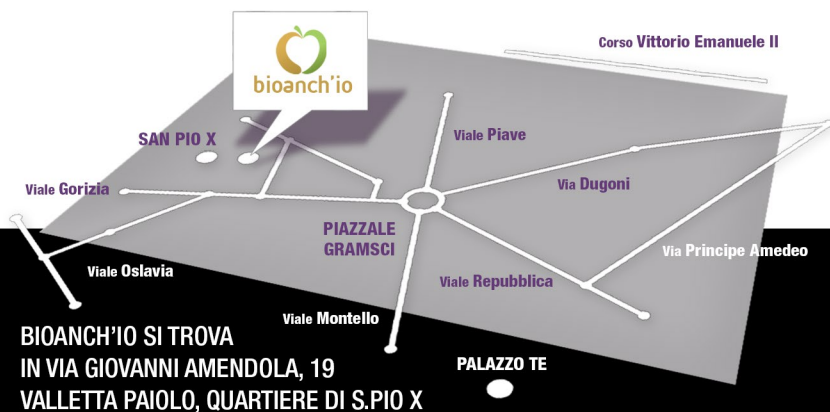 Corso Vittorio Emanuele II
bioanch'io
SAN PIO X
Viale Piave
Viale Gorizia
Via Dugoni
PIAZZALE
GRAMSCI
Via Principe Amedeo
Viale Oslavia
Viale Repubblica
Viale Montello
BIOANCH'IO SI TROVA
IN VIA GIOVANNI AMENDOLA, 19
VALLETTA PAIOLO, QUARTIERE DI S.PIO X
PALAZZO TE